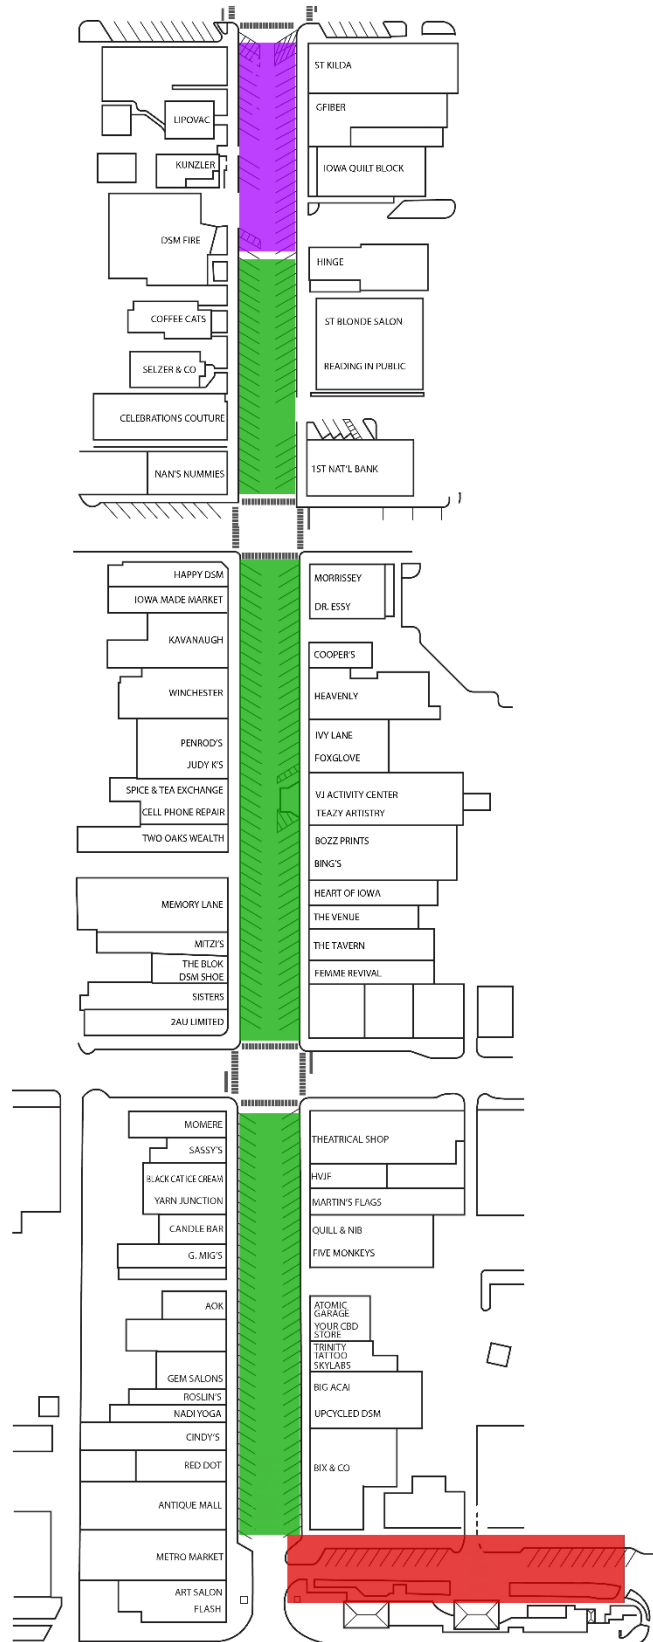 ST KILDA
GFIBER
LIPOVAC
KUNZLER
IOWA QUILT BLOCK
DSM FIRE
HINGE
COFFEE CATS
ST BLONDE SALON
SELZER & CO
READING IN PUBLIC
CELEBRATIONS COUTURE
NAN'S NUMMIES
1ST NAT'L BANK
HAPPY DSM
MORRISSEY
IOWA MADE MARKET
DR. ESSY
KAVANAUGH
COOPER'S
WINCHESTER
HEAVENLY
PENROD'S
IVY LANE
JUDY K'S
FOXGLOVE
SPICE & TEA EXCHANGE
VJ ACTIVITY CENTER
CELL PHONE REPAIR
TEAZY ARTISTRY
TWO OAKS WEALTH
BOZZ PRINTS
BING'S
MEMORY LANE
HEART OF IOWA
THE VENUE
MITZI'S
THE TAVERN
THE BLOK
DSM SHOE
FEMME REVIVAL
SISTERS
2AU LIMITED
MOMERE
THEATRICAL SHOP
SASSY'S
BLACK CAT ICE CREAM
HVJF
YARN JUNCTION
MARTIN'S FLAGS
CANDLE BAR
QUILL & NIB
G. MIG'S
FIVE MONKEYS
AOK
ATOMIC
GARAGE
YOUR CBD
STORE
TRINITY
TATTOO
SKYLABS
GEM SALONS
BIG ACAI
ROSLIN'S
NADI YOGA
UPCYCLED DSM
CINDY'S
RED DOT
BIX & CO
ANTIQUE MALL
METRO MARKET
ART SALON
FLASH